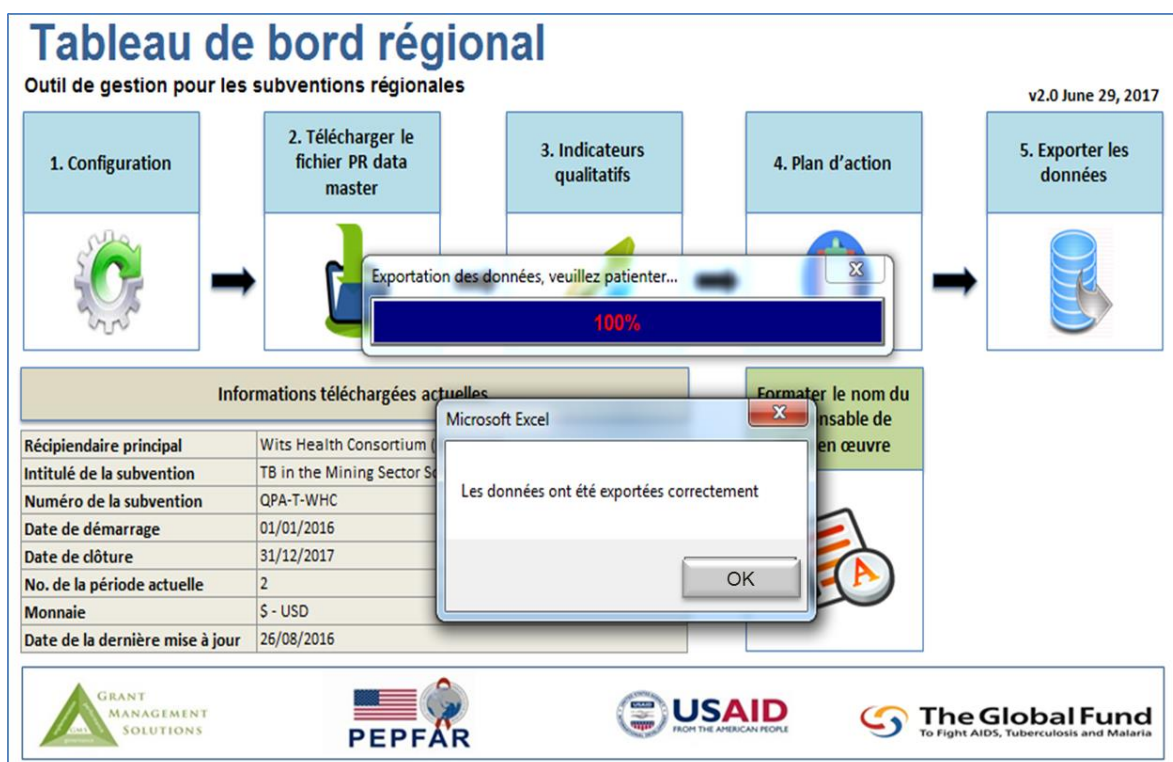 Tableau de bord régional
Outil de gestion pour les subventions régionales
v2.0 June 29, 2017
1. Configuration
2. Télécharger le
fichier PR data
master
3. Indicateurs
qualitatifs
4. Plan d'action
5. Exporter les
données
Exportation des données, veuillez patienter...
100%
Informations téléchargées actuelles
Formater le nom du
nsable de
en œuvre
Microsoft Excel
Les données ont été exportées correctement
OK
Récipiendaire principal Wits Health Consortium (
Intitulé de la subvention TB in the Mining Sector So
Numéro de la subvention QPA-T-WHC
Date de démarrage 01/01/2016
Date de clôture 31/12/2017
No. de la période actuelle 2
Monnaie $ - USD
Date de la dernière mise à jour 26/08/2016
GRANT
MANAGEMENT
SOLUTIONS
GMS
PEPFAR
USAID
FROM THE AMERICAN PEOPLE
The Global Fund
To Fight AIDS, Tuberculosis and Malaria